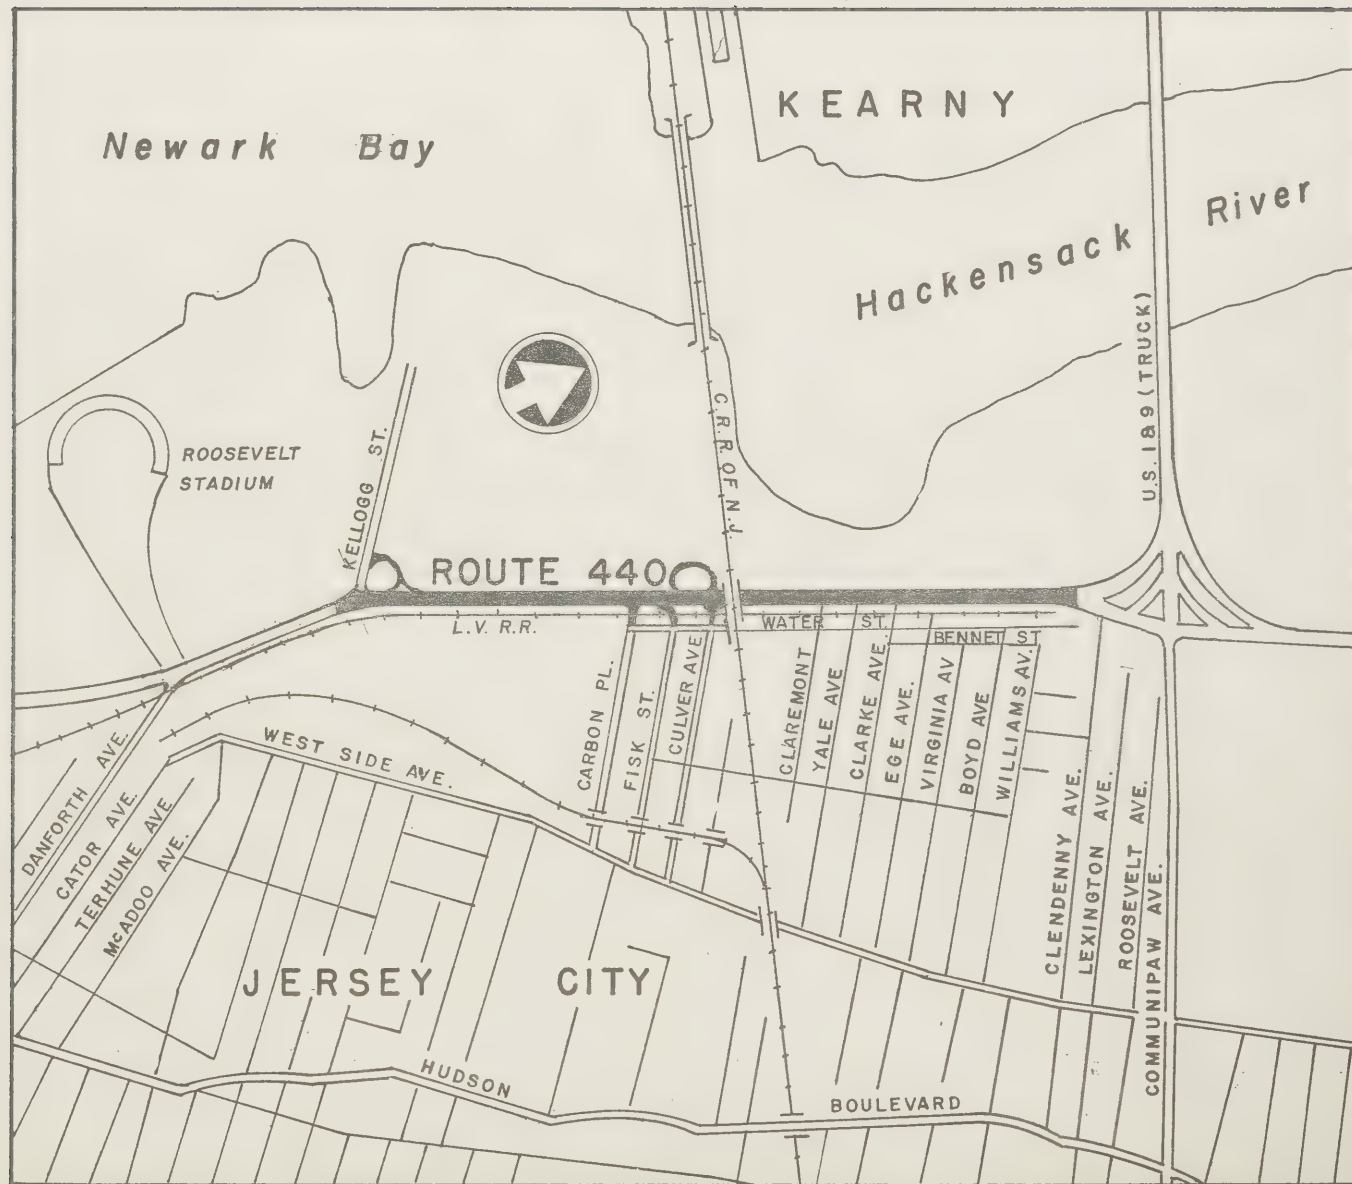 KEARNY
Newark Bay
Hackensack River
U.S. 1 & 9 (TRUCK)
C.R.R. OF N.J.
ROOSEVELT
STADIUM
KELLOGG ST.
ROUTE 440
L.V. R.R.
WATER ST.
BENNET ST
CARBON PL.
FISK ST.
CULVER AVE
CLAREMONT
YALE AVE
CLARKE AVE.
EGE AVE.
VIRGINIA AV
BOYD AVE
WILLIAMS AV.
WEST SIDE AVE.
DANFORTH AVE.
CATOR AVE.
TERHUNE AVE
McADOO AVE.
CLENDENNY AVE.
LEXINGTON AVE.
ROOSEVELT AVE.
COMMUNIPAW AVE.
JERSEY CITY
HUDSON BOULEVARD